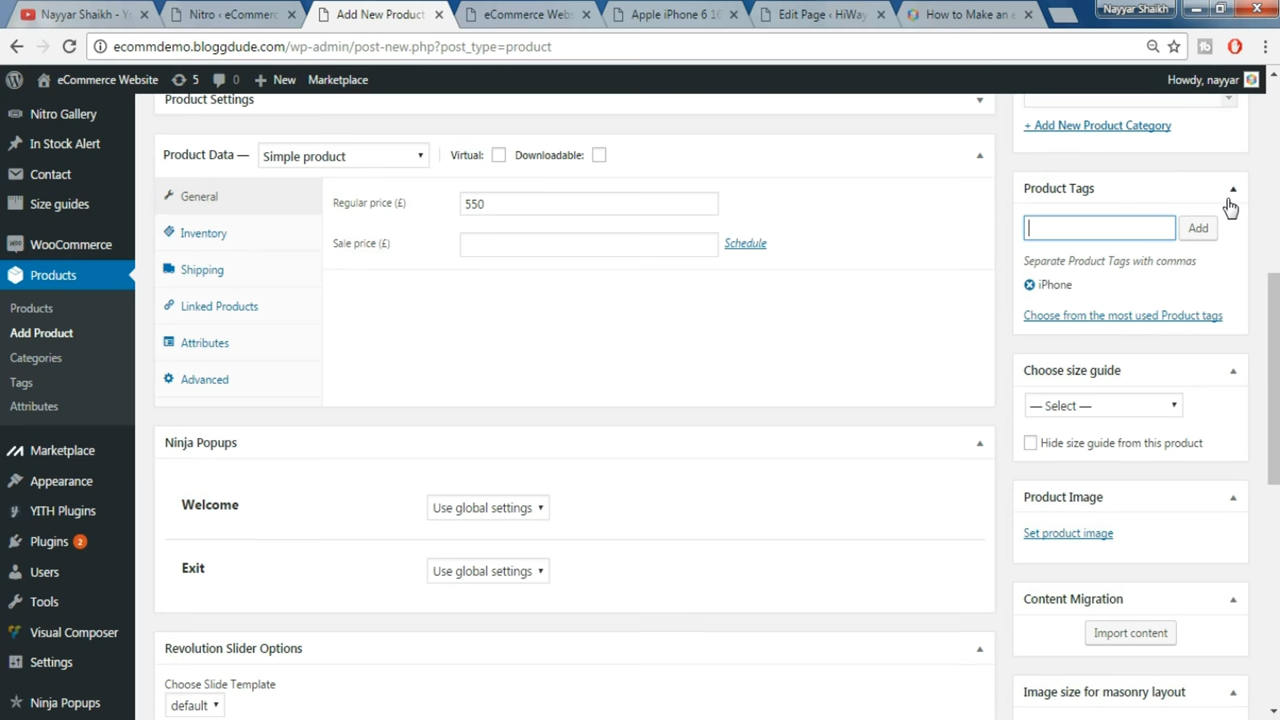 Nayyar Shaikh - Y
Nitro ‹ eCommerc
Add New Product
eCommerce Webs
Apple iPhone 6 16
Edit Page ‹ HiWay
How to Make an e
Nayyar Shaikh
ecommdemo.bloggdude.com/wp-admin/post-new.php?post_type=product
eCommerce Website 5 0 New Marketplace Howdy, nayyar
Nitro Gallery
In Stock Alert
Contact
Size guides
WooCommerce
Products
Products
Add Product
Categories
Tags
Attributes
Marketplace
Appearance
YITH Plugins
Plugins 2
Users
Tools
Visual Composer
Settings
Ninja Popups
Product Settings
Product Data — Simple product Virtual: Downloadable:
General
Inventory
Shipping
Linked Products
Attributes
Advanced
Regular price (£) 550
Sale price (£) Schedule
Ninja Popups
Welcome Use global settings
Exit Use global settings
Revolution Slider Options
Choose Slide Template
default
+ Add New Product Category
Product Tags
Add
Separate Product Tags with commas
iPhone
Choose from the most used Product tags
Choose size guide
— Select —
Hide size guide from this product
Product Image
Set product image
Content Migration
Import content
Image size for masonry layout